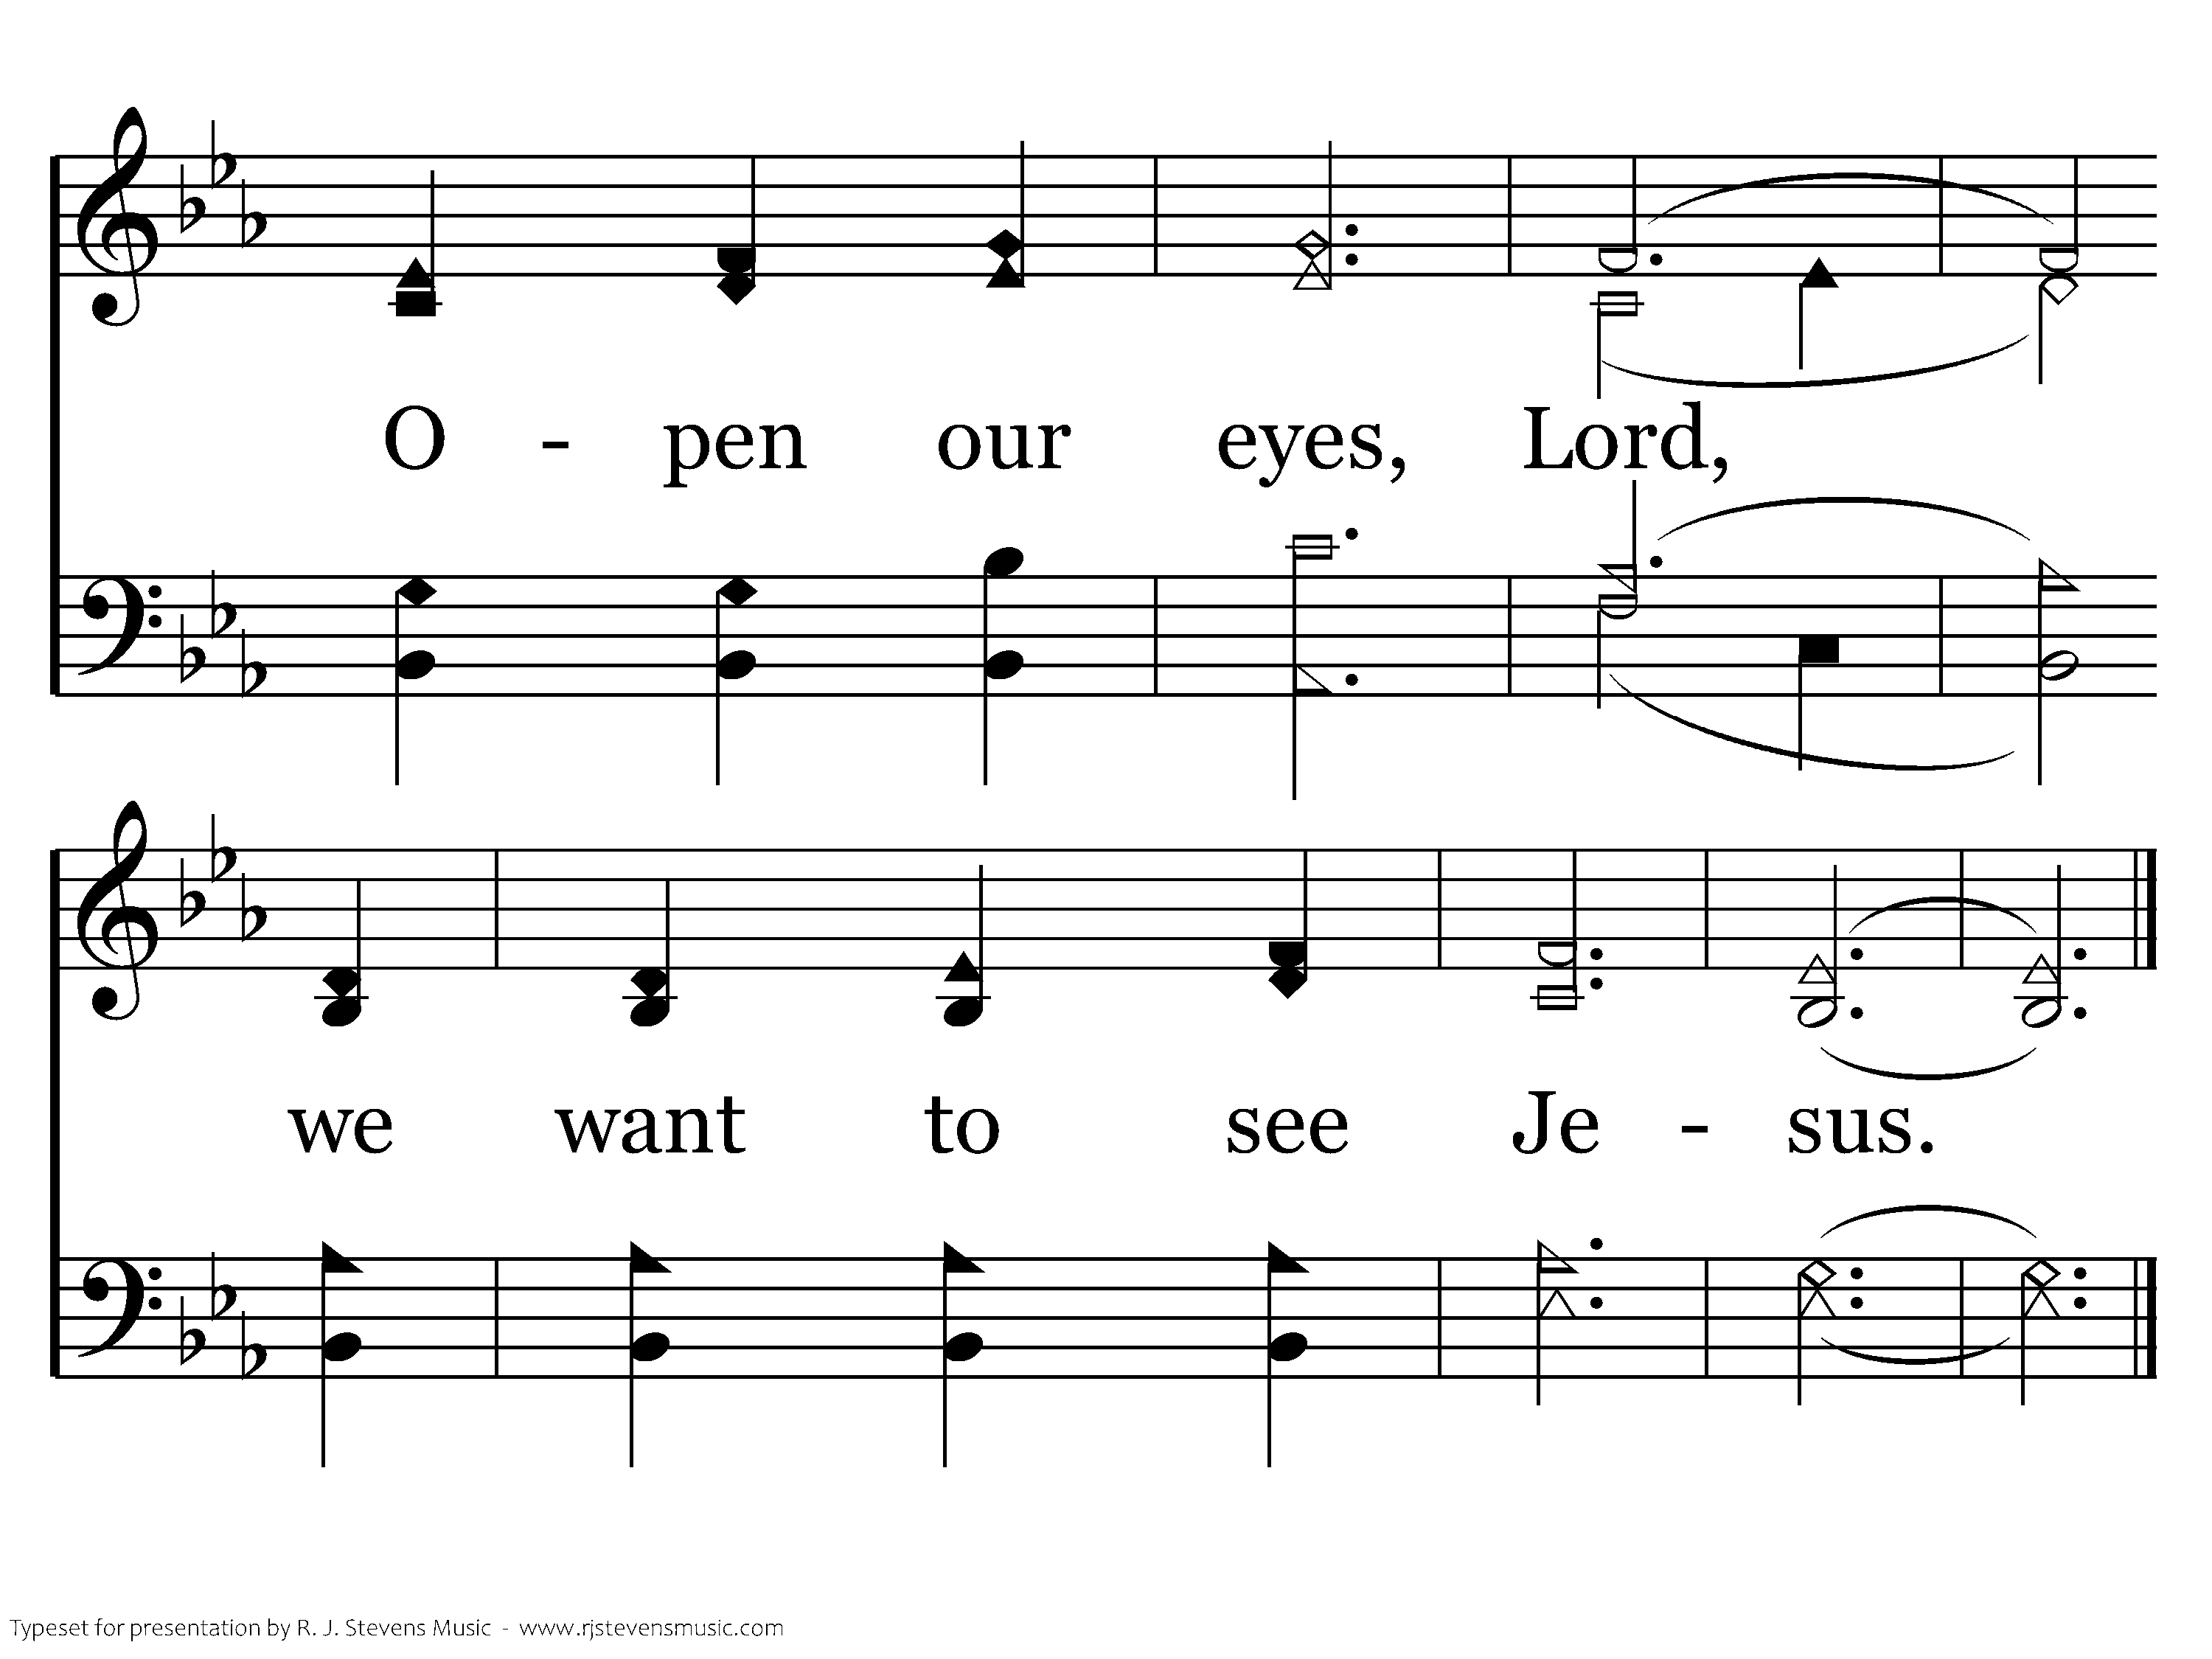 O - pen our eyes, Lord,
we want to see Je - sus.
Typeset for presentation by R. J. Stevens Music - www.rjstevensmusic.com